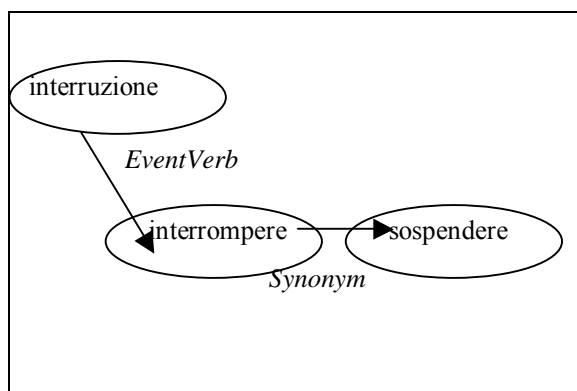 interruzione
EventVerb
interrompere
sospendere
Synonym